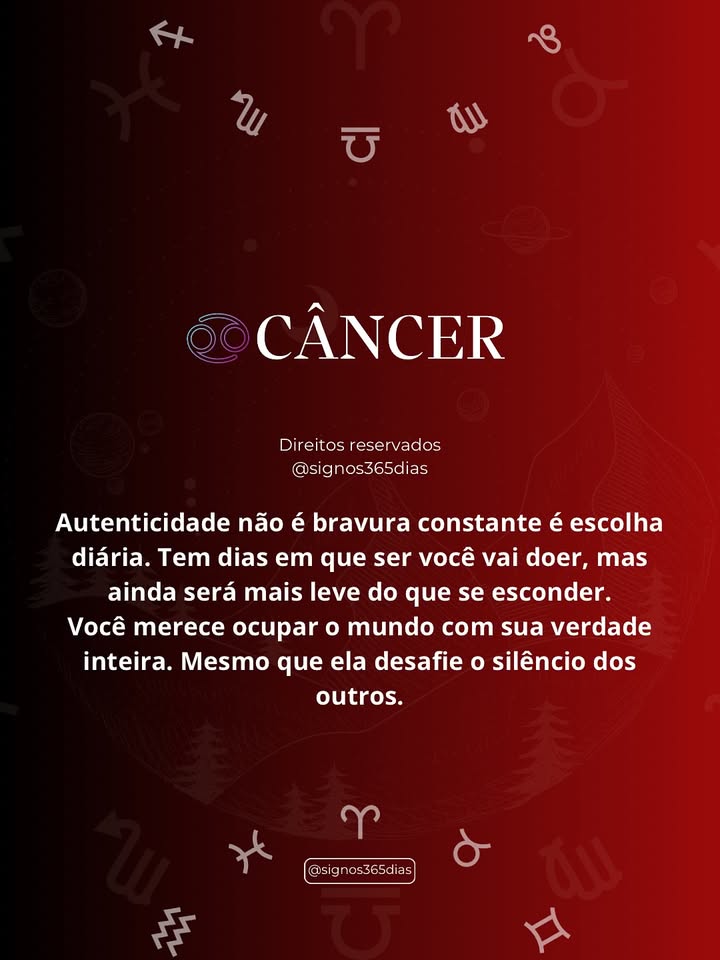 CÂNCER
Direitos reservados
@signos365dias
Autenticidade não é bravura constante é escolha
diária. Tem dias em que ser você vai doer, mas
ainda será mais leve do que se esconder.
Você merece ocupar o mundo com sua verdade
inteira. Mesmo que ela desafie o silêncio dos
outros.
@signos365dias